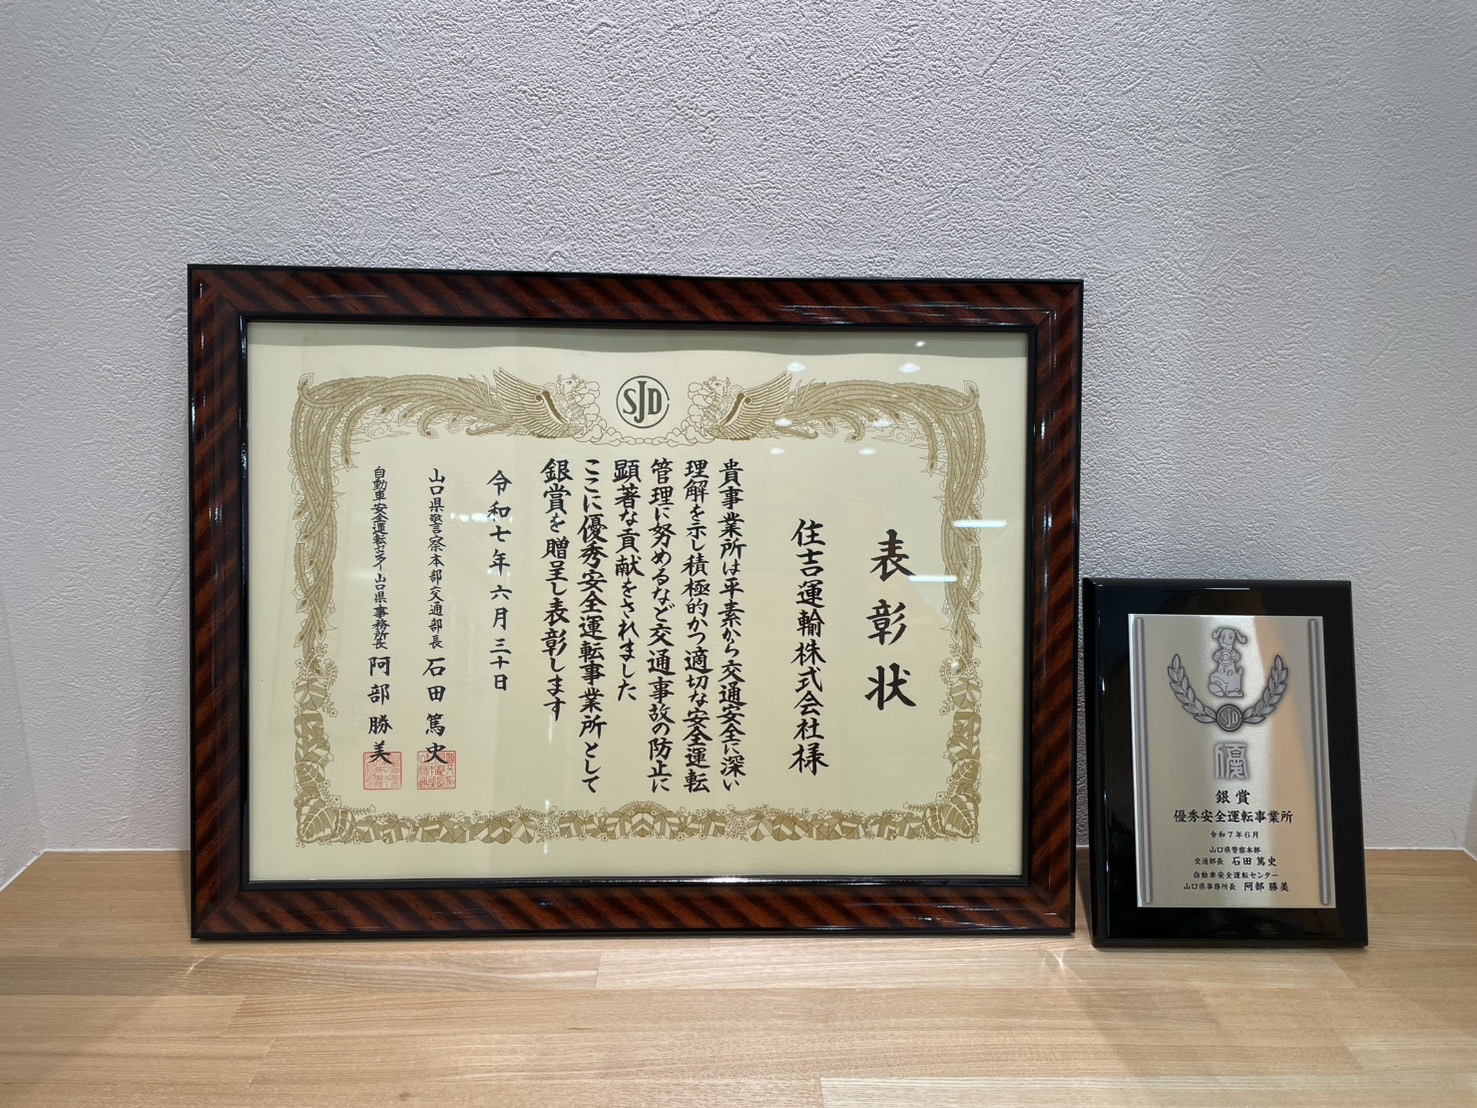 SJD
表彰状
住吉運輸株式会社様
貴事業所は平素から交通安全に深い
理解を示し積極的かつ適切な安全運転
管理に努めるなど交通事故の防止に
顕著な貢献をされました
ここに優秀安全運転事業所として
銀賞を贈呈し表彰します
令和七年六月三十日
山口県警察本部交通部長 石田篤史
自動車安全運転センター山口県事務所長 阿部勝美
SJD
優
銀賞
優秀安全運転事業所
令和7年6月
山口県警察本部
交通部長 石田篤史
自動車安全運転センター
山口県事務所長 阿部勝美